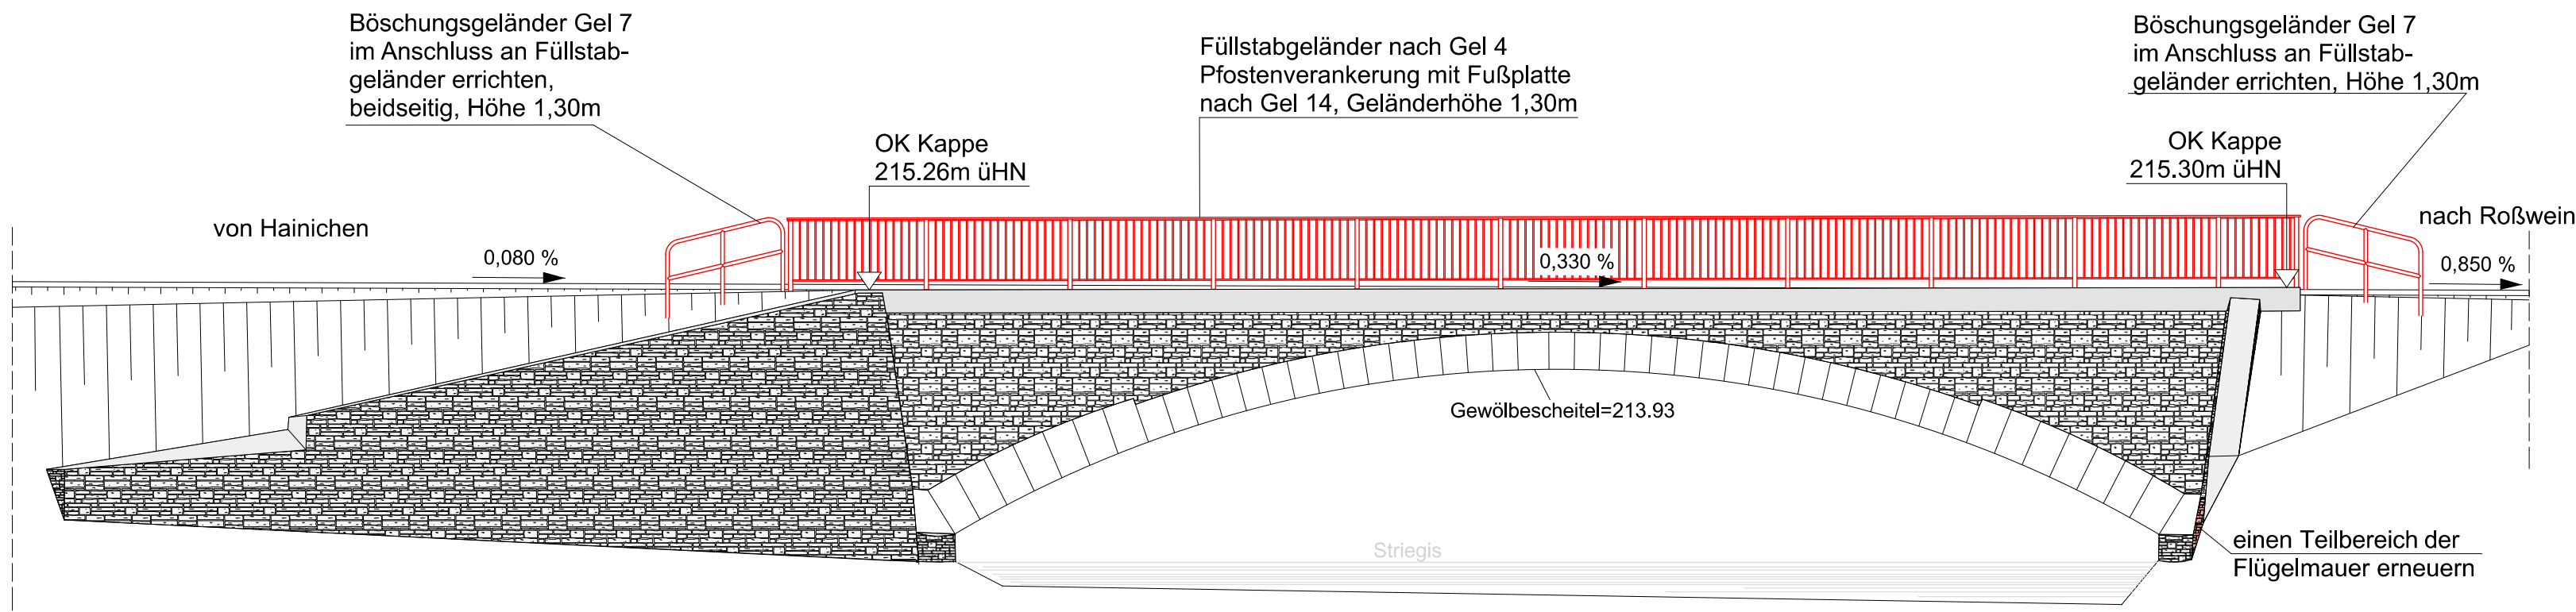 Böschungsgeländer Gel 7
im Anschluss an Füllstab-
geländer errichten,
beidseitig, Höhe 1,30m
Füllstabgeländer nach Gel 4
Pfostenverankerung mit Fußplatte
nach Gel 14, Geländerhöhe 1,30m
Böschungsgeländer Gel 7
im Anschluss an Füllstab-
geländer errichten, Höhe 1,30m
OK Kappe
215.26m üHN
OK Kappe
215.30m üHN
von Hainichen
nach Roßwein
0,080 %
0,330 %
0,850 %
Gewölbescheitel=213.93
Striegis
einen Teilbereich der
Flügelmauer erneuern